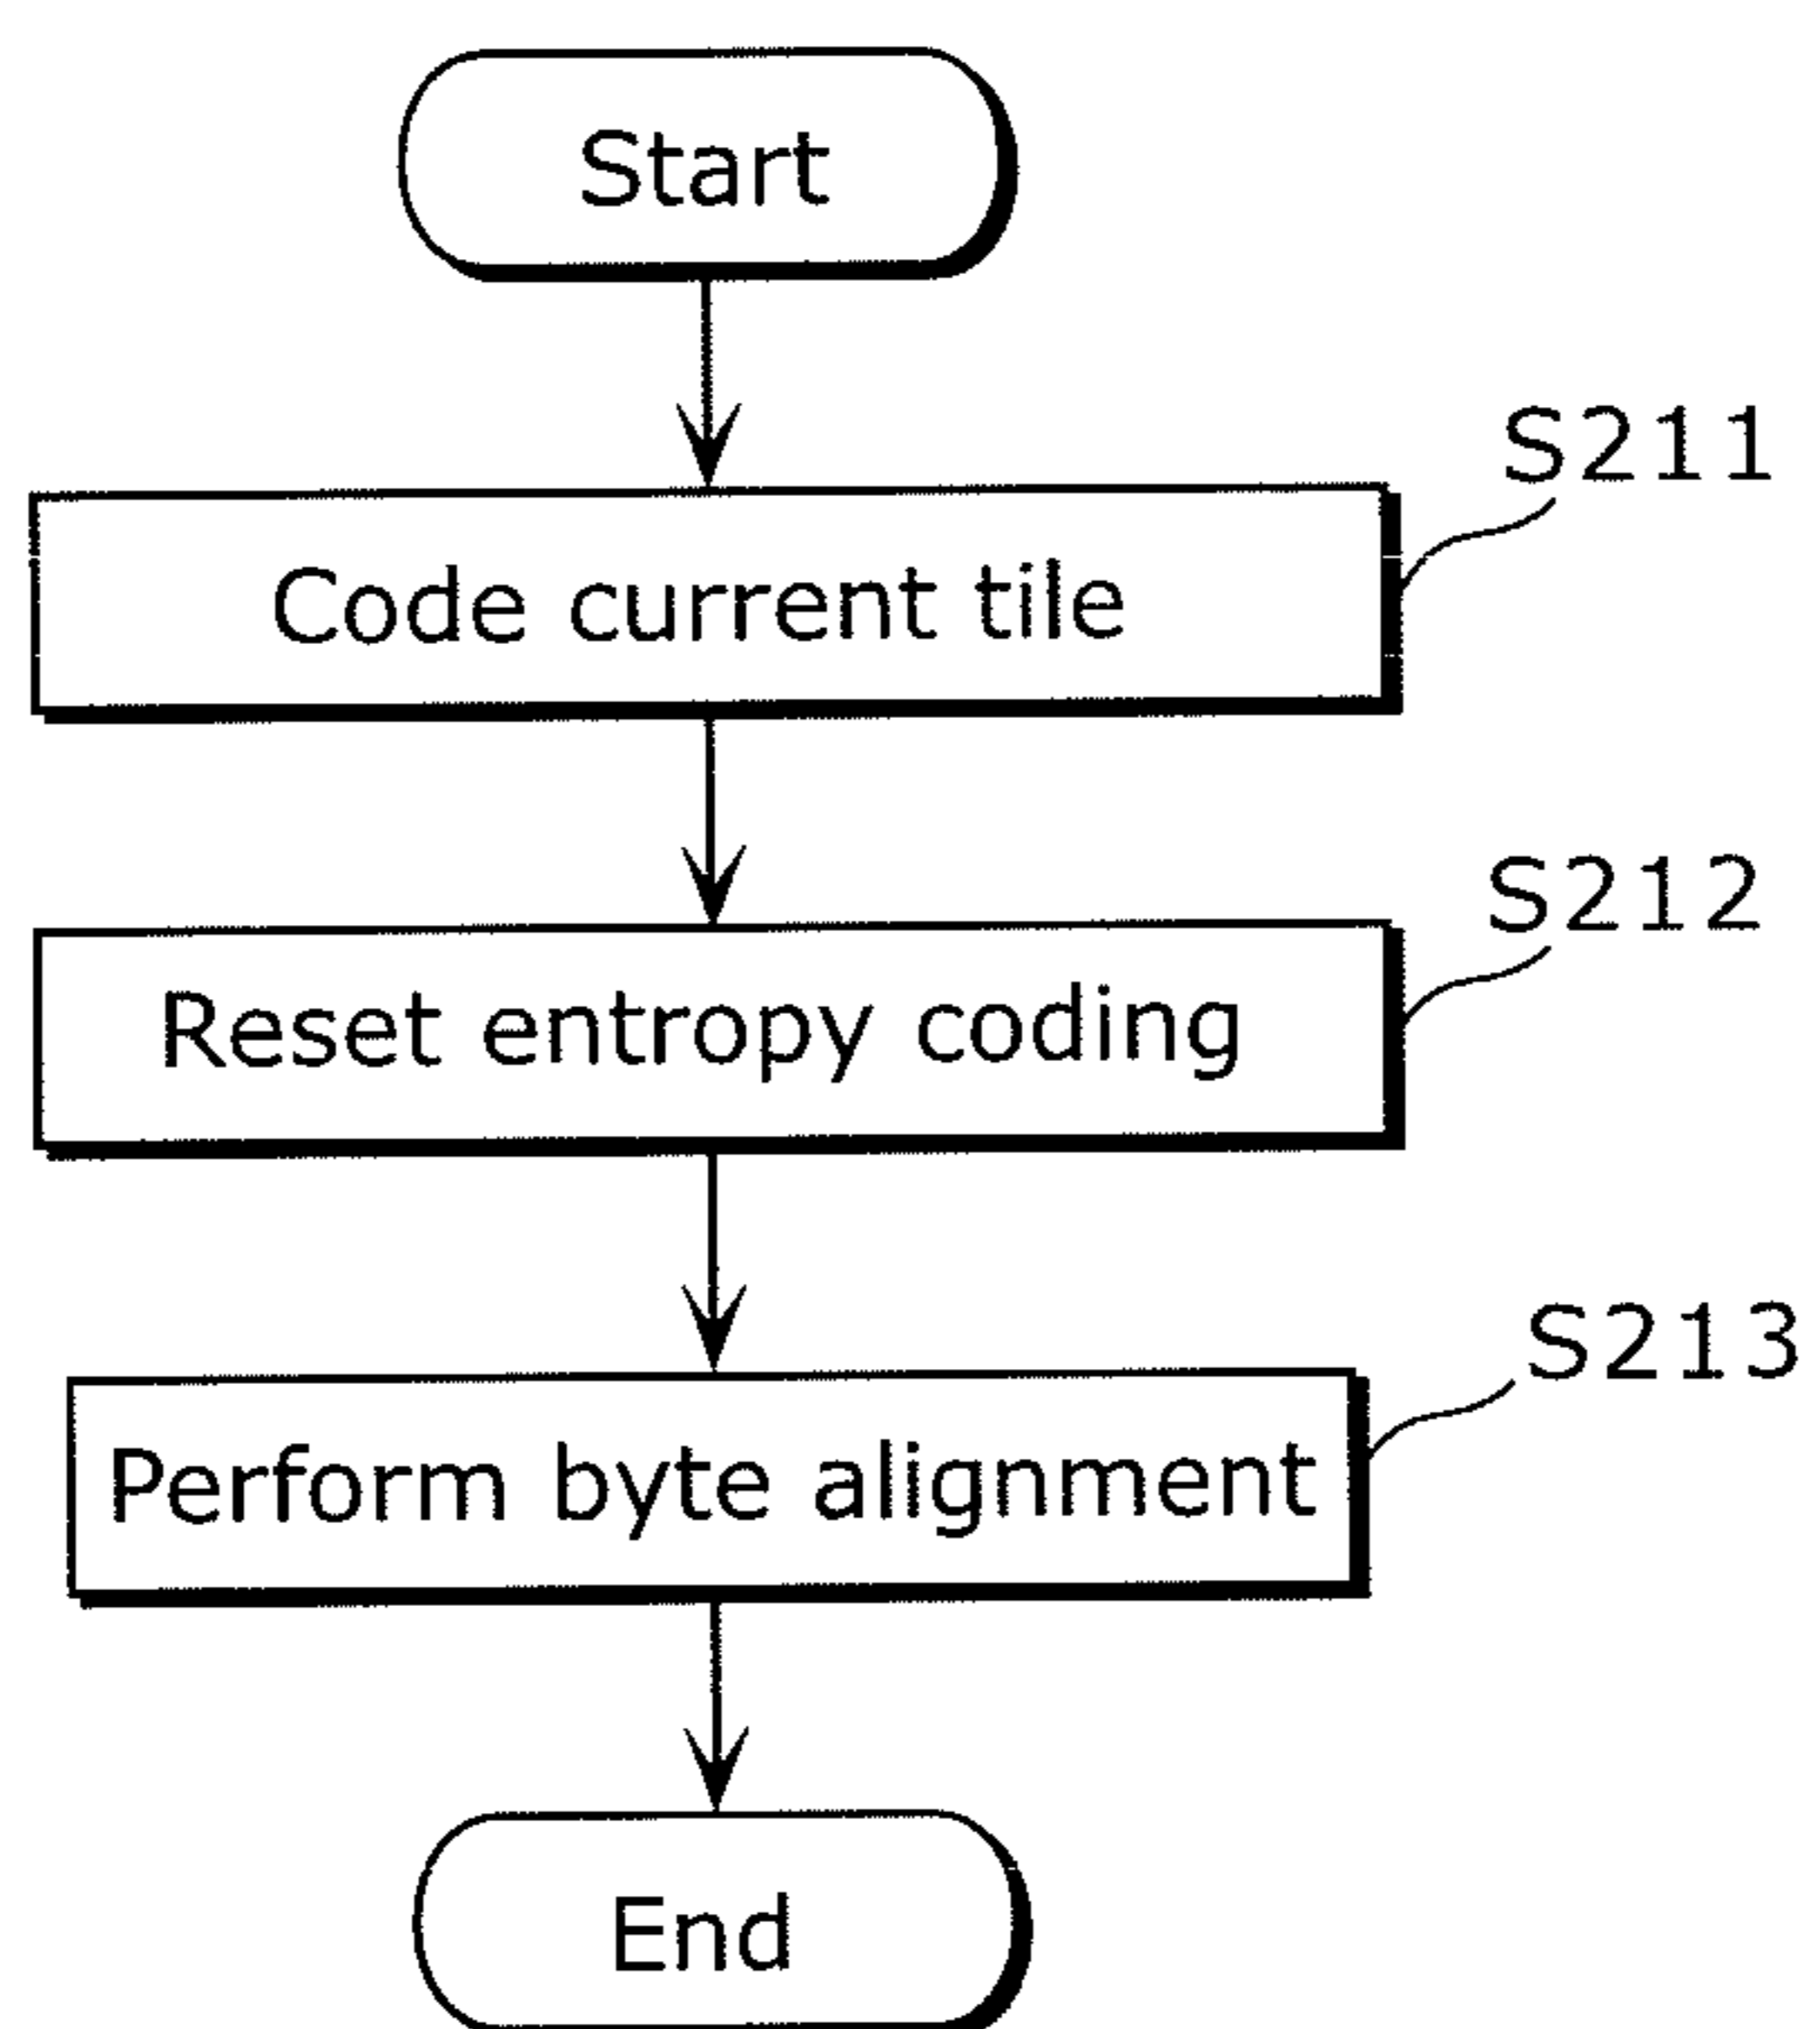 Start
S211
Code current tile
S212
Reset entropy coding
S213
Perform byte alignment
End